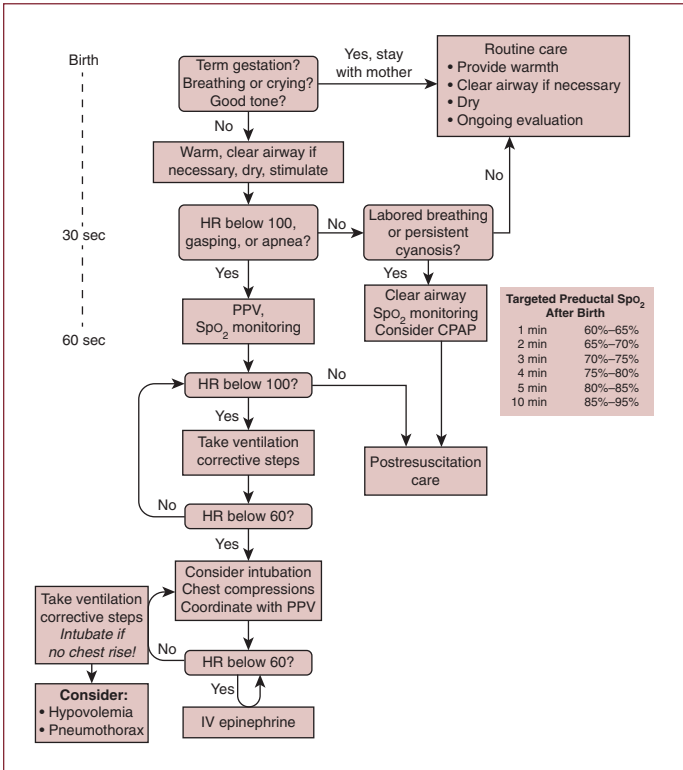 Birth
Term gestation?
Breathing or crying?
Good tone?
Yes, stay
with mother
Routine care
• Provide warmth
• Clear airway if necessary
• Dry
• Ongoing evaluation
No
Warm, clear airway if
necessary, dry, stimulate
No
30 sec
HR below 100,
gasping, or apnea?
No
Labored breathing
or persistent
cyanosis?
Yes
Yes
60 sec
PPV,
SpO₂ monitoring
Clear airway
SpO₂ monitoring
Consider CPAP
Targeted Preductal SpO₂
After Birth
1 min 60%–65%
2 min 65%–70%
3 min 70%–75%
4 min 75%–80%
5 min 80%–85%
10 min 85%–95%
HR below 100?
No
Yes
Take ventilation
corrective steps
Postresuscitation
care
No
HR below 60?
Yes
Consider intubation
Chest compressions
Coordinate with PPV
Take ventilation
corrective steps
Intubate if
no chest rise!
No
HR below 60?
Yes
Consider:
• Hypovolemia
• Pneumothorax
IV epinephrine